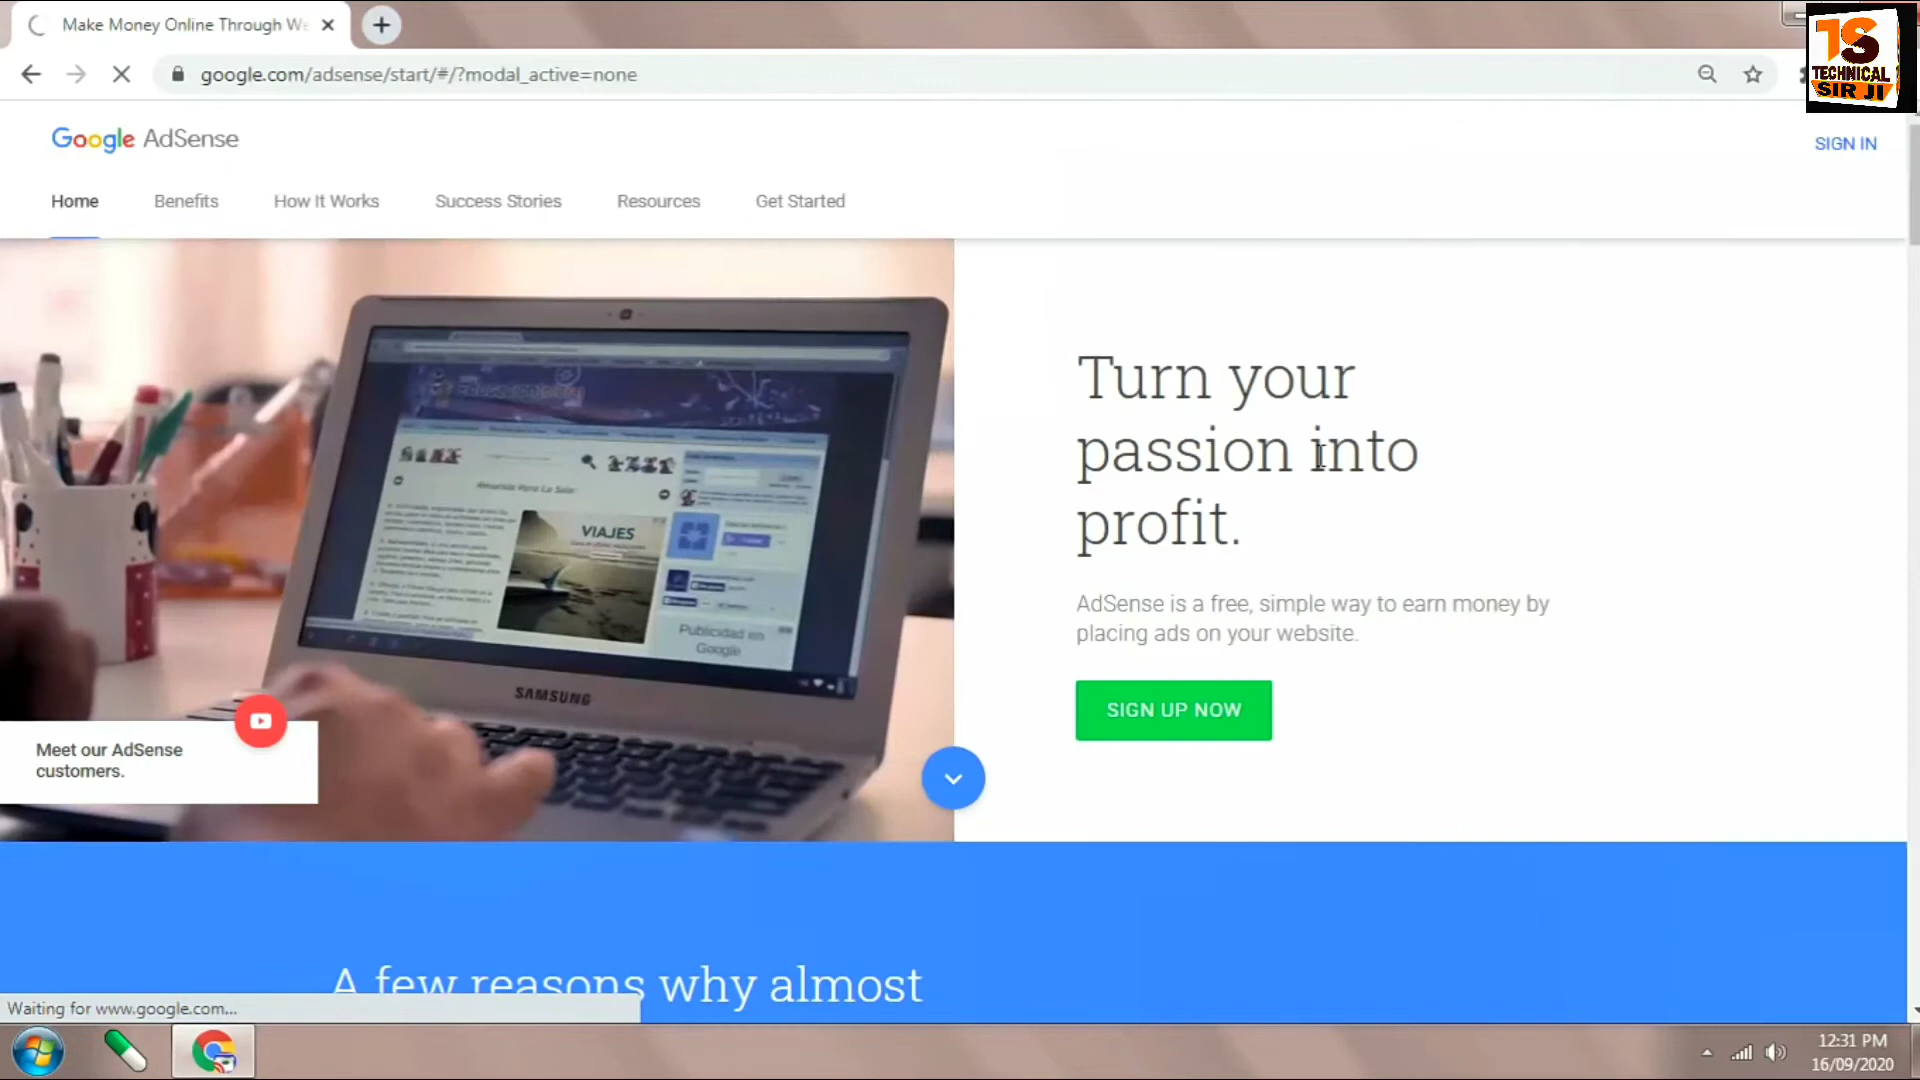 Make Money Online Through We
google.com/adsense/start/#/?modal_active=none
1S
TECHNICAL
SIR JI
Google AdSense
SIGN IN
Home Benefits How It Works Success Stories Resources Get Started
Turn your
passion into
profit.
AdSense is a free, simple way to earn money by
placing ads on your website.
SIGN UP NOW
VIAJES
Publicidad en
Google
SAMSUNG
Meet our AdSense
customers.
A few reasons why almost
Waiting for www.google.com...
12:31 PM
16/09/2020